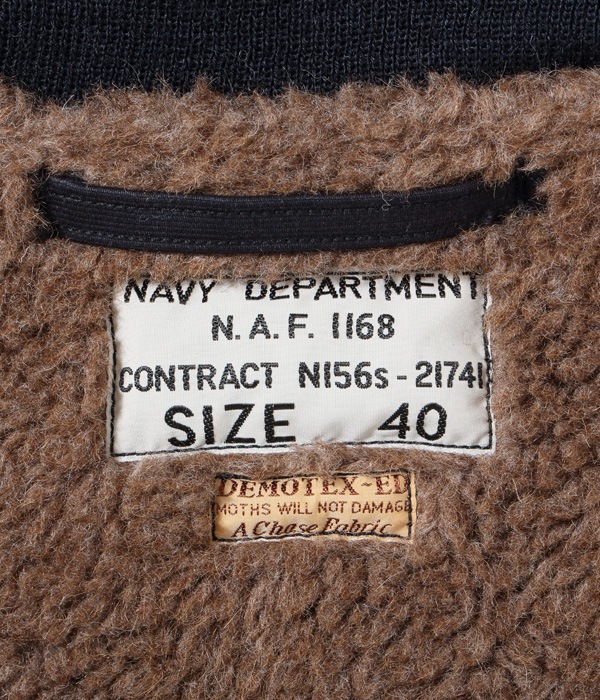 NAVY DEPARTMENT
N.A.F. 1168
CONTRACT N156s-21741
SIZE 40
DEMOTEX~ED
MOTHS WILL NOT DAMAGE
A Chase Fabric